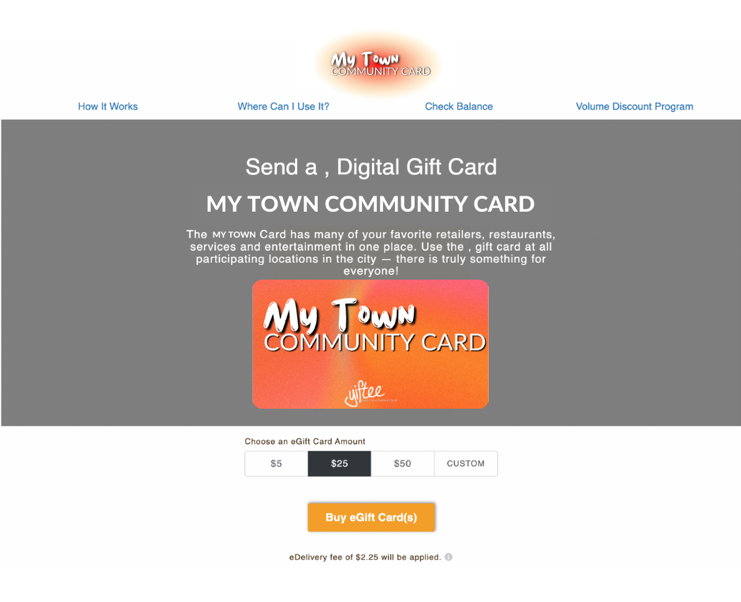 My Town
COMMUNITY CARD
How It Works
Where Can I Use It?
Check Balance
Volume Discount Program
Send a , Digital Gift Card
MY TOWN COMMUNITY CARD
The MY TOWN Card has many of your favorite retailers, restaurants,
services and entertainment in one place. Use the , gift card at all
participating locations in the city — there is truly something for
everyone!
My Town
COMMUNITY CARD
yiftee
Choose an eGift Card Amount
$5
$25
$50
CUSTOM
Buy eGift Card(s)
eDelivery fee of $2.25 will be applied.